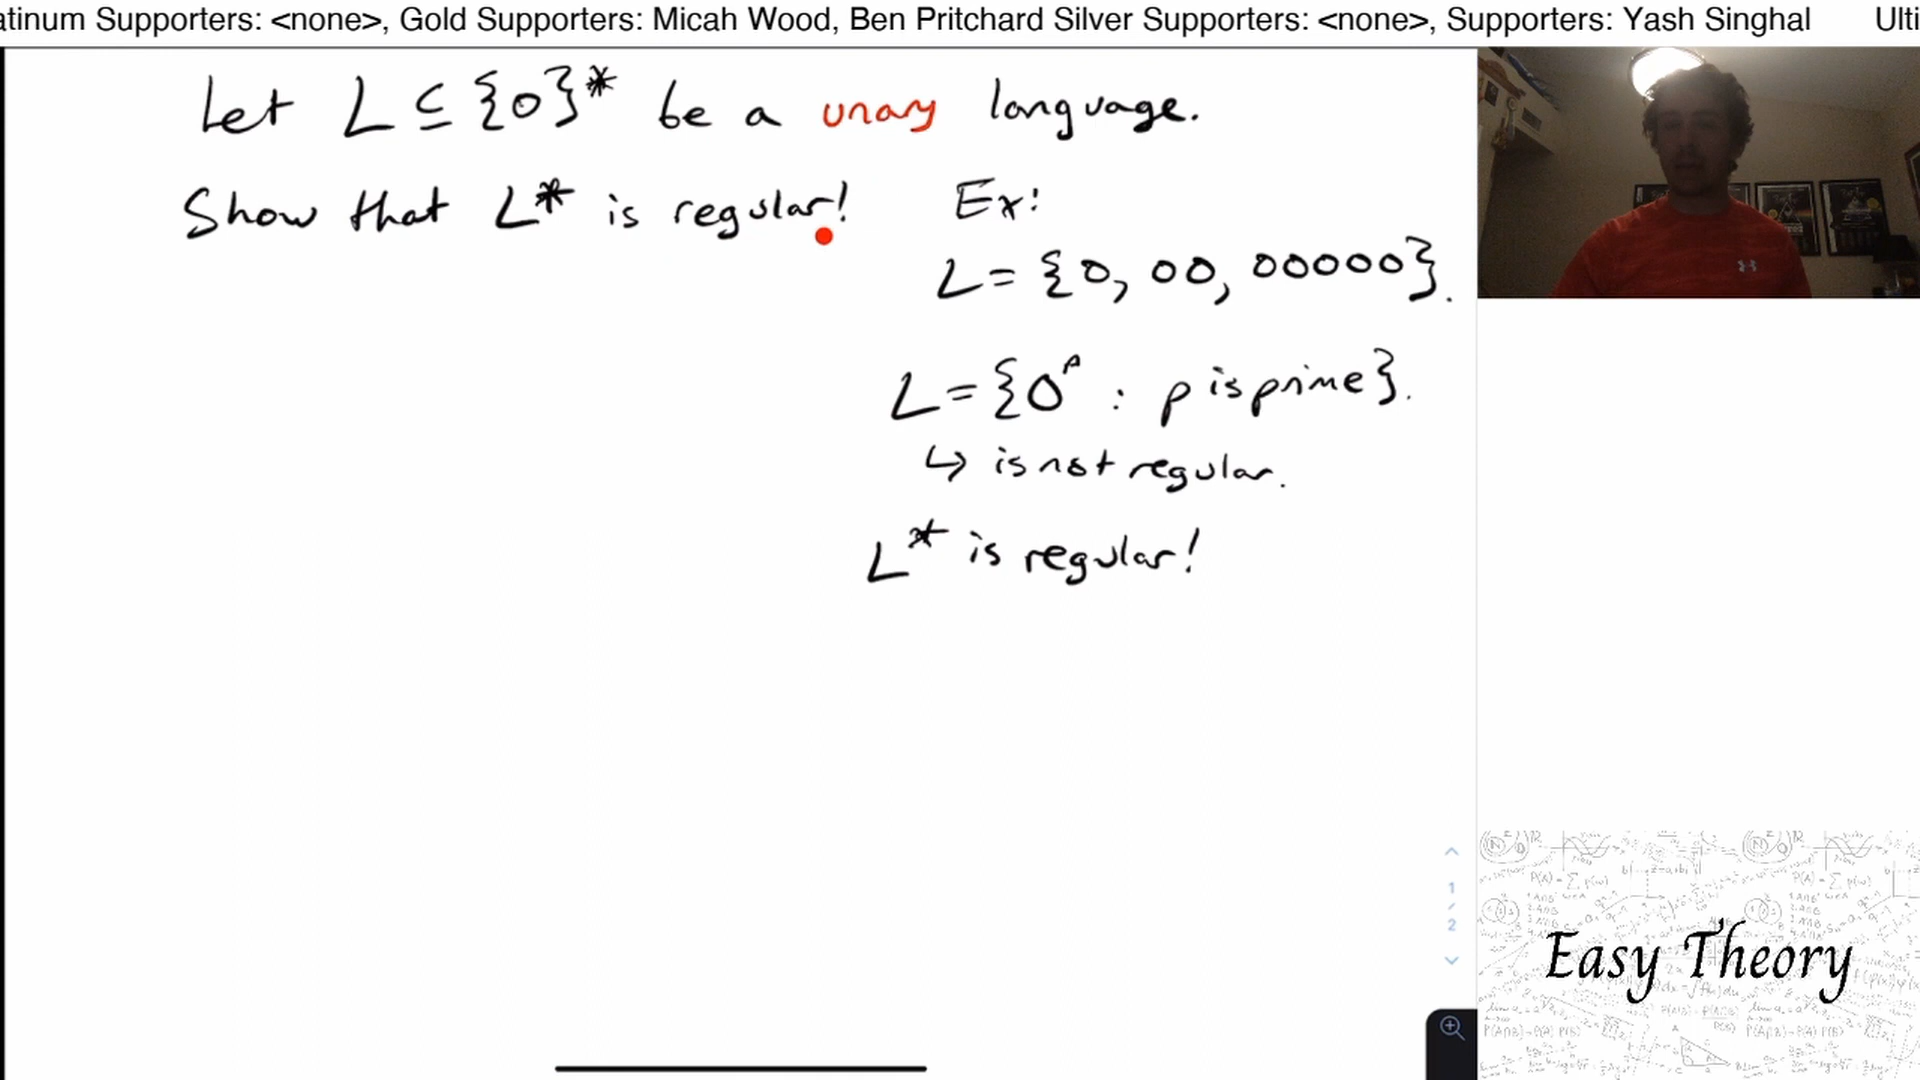 atinum Supporters: <none>, Gold Supporters: Micah Wood, Ben Pritchard Silver Supporters: <none>, Supporters: Yash Singhal Ulti
Let L ⊆ {0}* be a unary language.
Show that L* is regular!
Ex:
L = {0, 00, 00000}.
L = {0^p : p is prime}.
↳ is not regular.
L* is regular!
1
2
Easy Theory